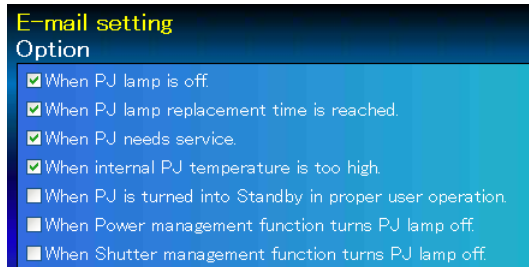 E-mail setting
Option
When PJ lamp is off.
When PJ lamp replacement time is reached.
When PJ needs service.
When internal PJ temperature is too high.
When PJ is turned into Standby in proper user operation.
When Power management function turns PJ lamp off.
When Shutter management function turns PJ lamp off.